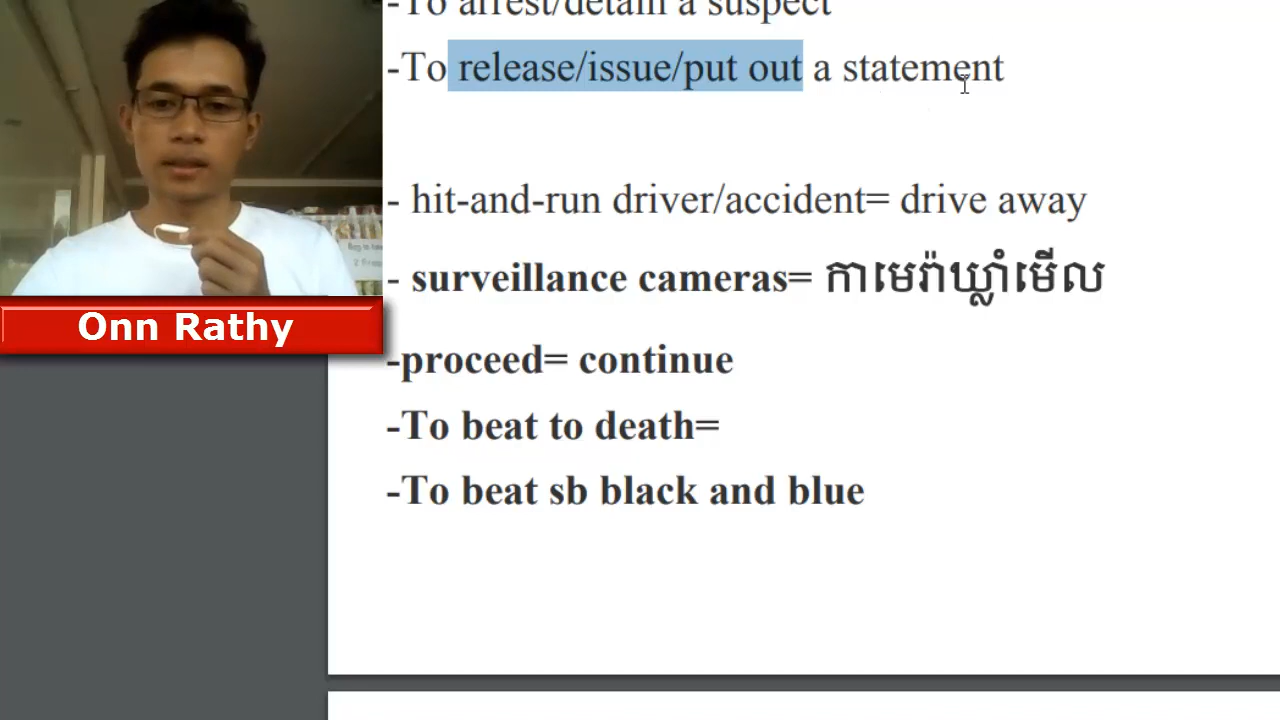 -To arrest/detain a suspect
-To release/issue/put out a statement
- hit-and-run driver/accident= drive away
- surveillance cameras= កាមេរ៉ាឃ្លាំមើល
Onn Rathy
-proceed= continue
-To beat to death=
-To beat sb black and blue